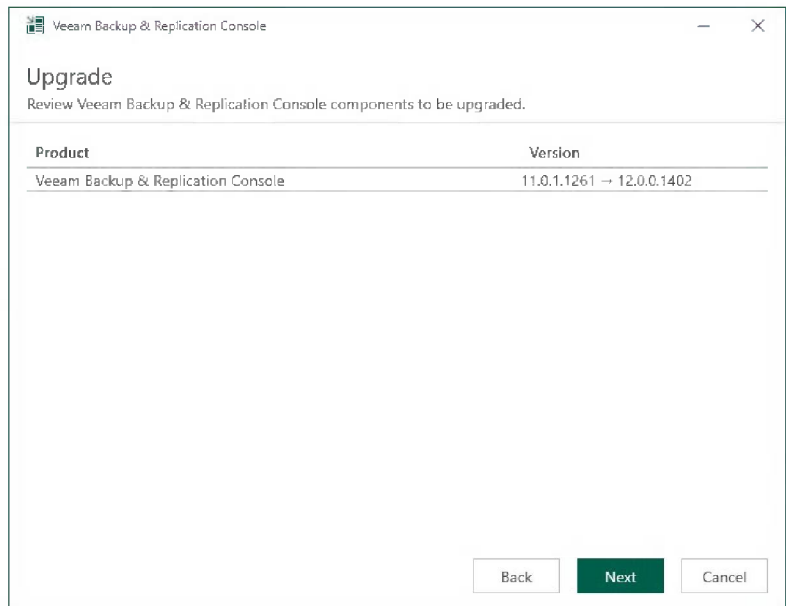 Veeam Backup & Replication Console
Upgrade
Review Veeam Backup & Replication Console components to be upgraded.
Product Version
Veeam Backup & Replication Console 11.0.1.1261 → 12.0.0.1402
Back Next Cancel